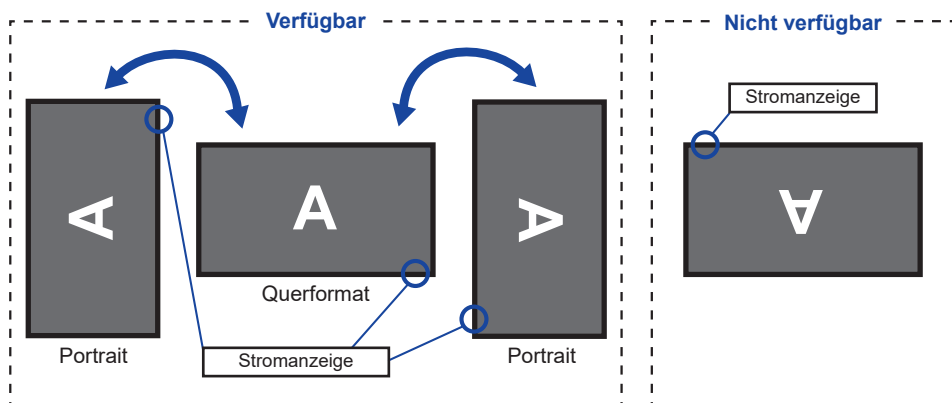 Verfügbar
Nicht verfügbar
Stromanzeige
A
A
A
A
Querformat
Portrait
Stromanzeige
Portrait